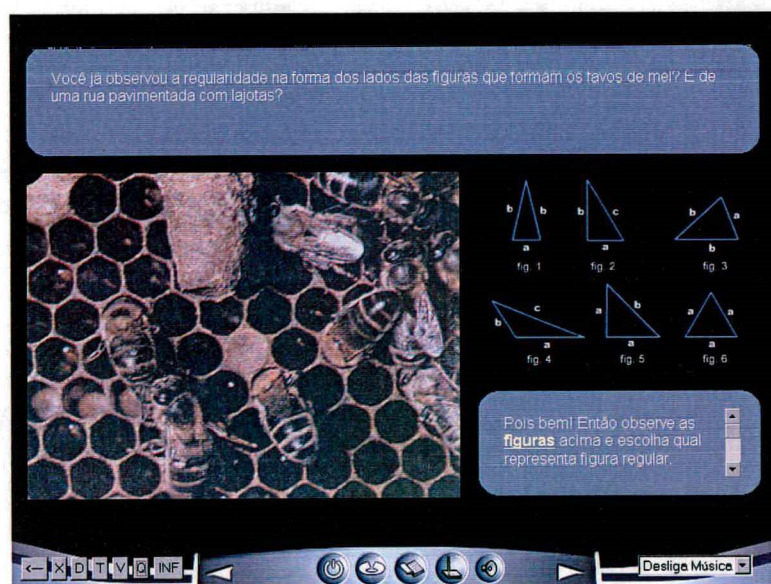 Você já observou a regularidade na forma dos lados das figuras que formam os favos de mel? E de
uma rua pavimentada com lajotas?
b b
a
fig. 1
b c
a
fig. 2
b a
b
fig. 3
c
b
a
fig. 4
a b
a
fig. 5
a a
a
fig. 6
Pois bem! Então observe as
figuras acima e escolha qual
representa figura regular.
← X D T V Q INF
Desliga Música